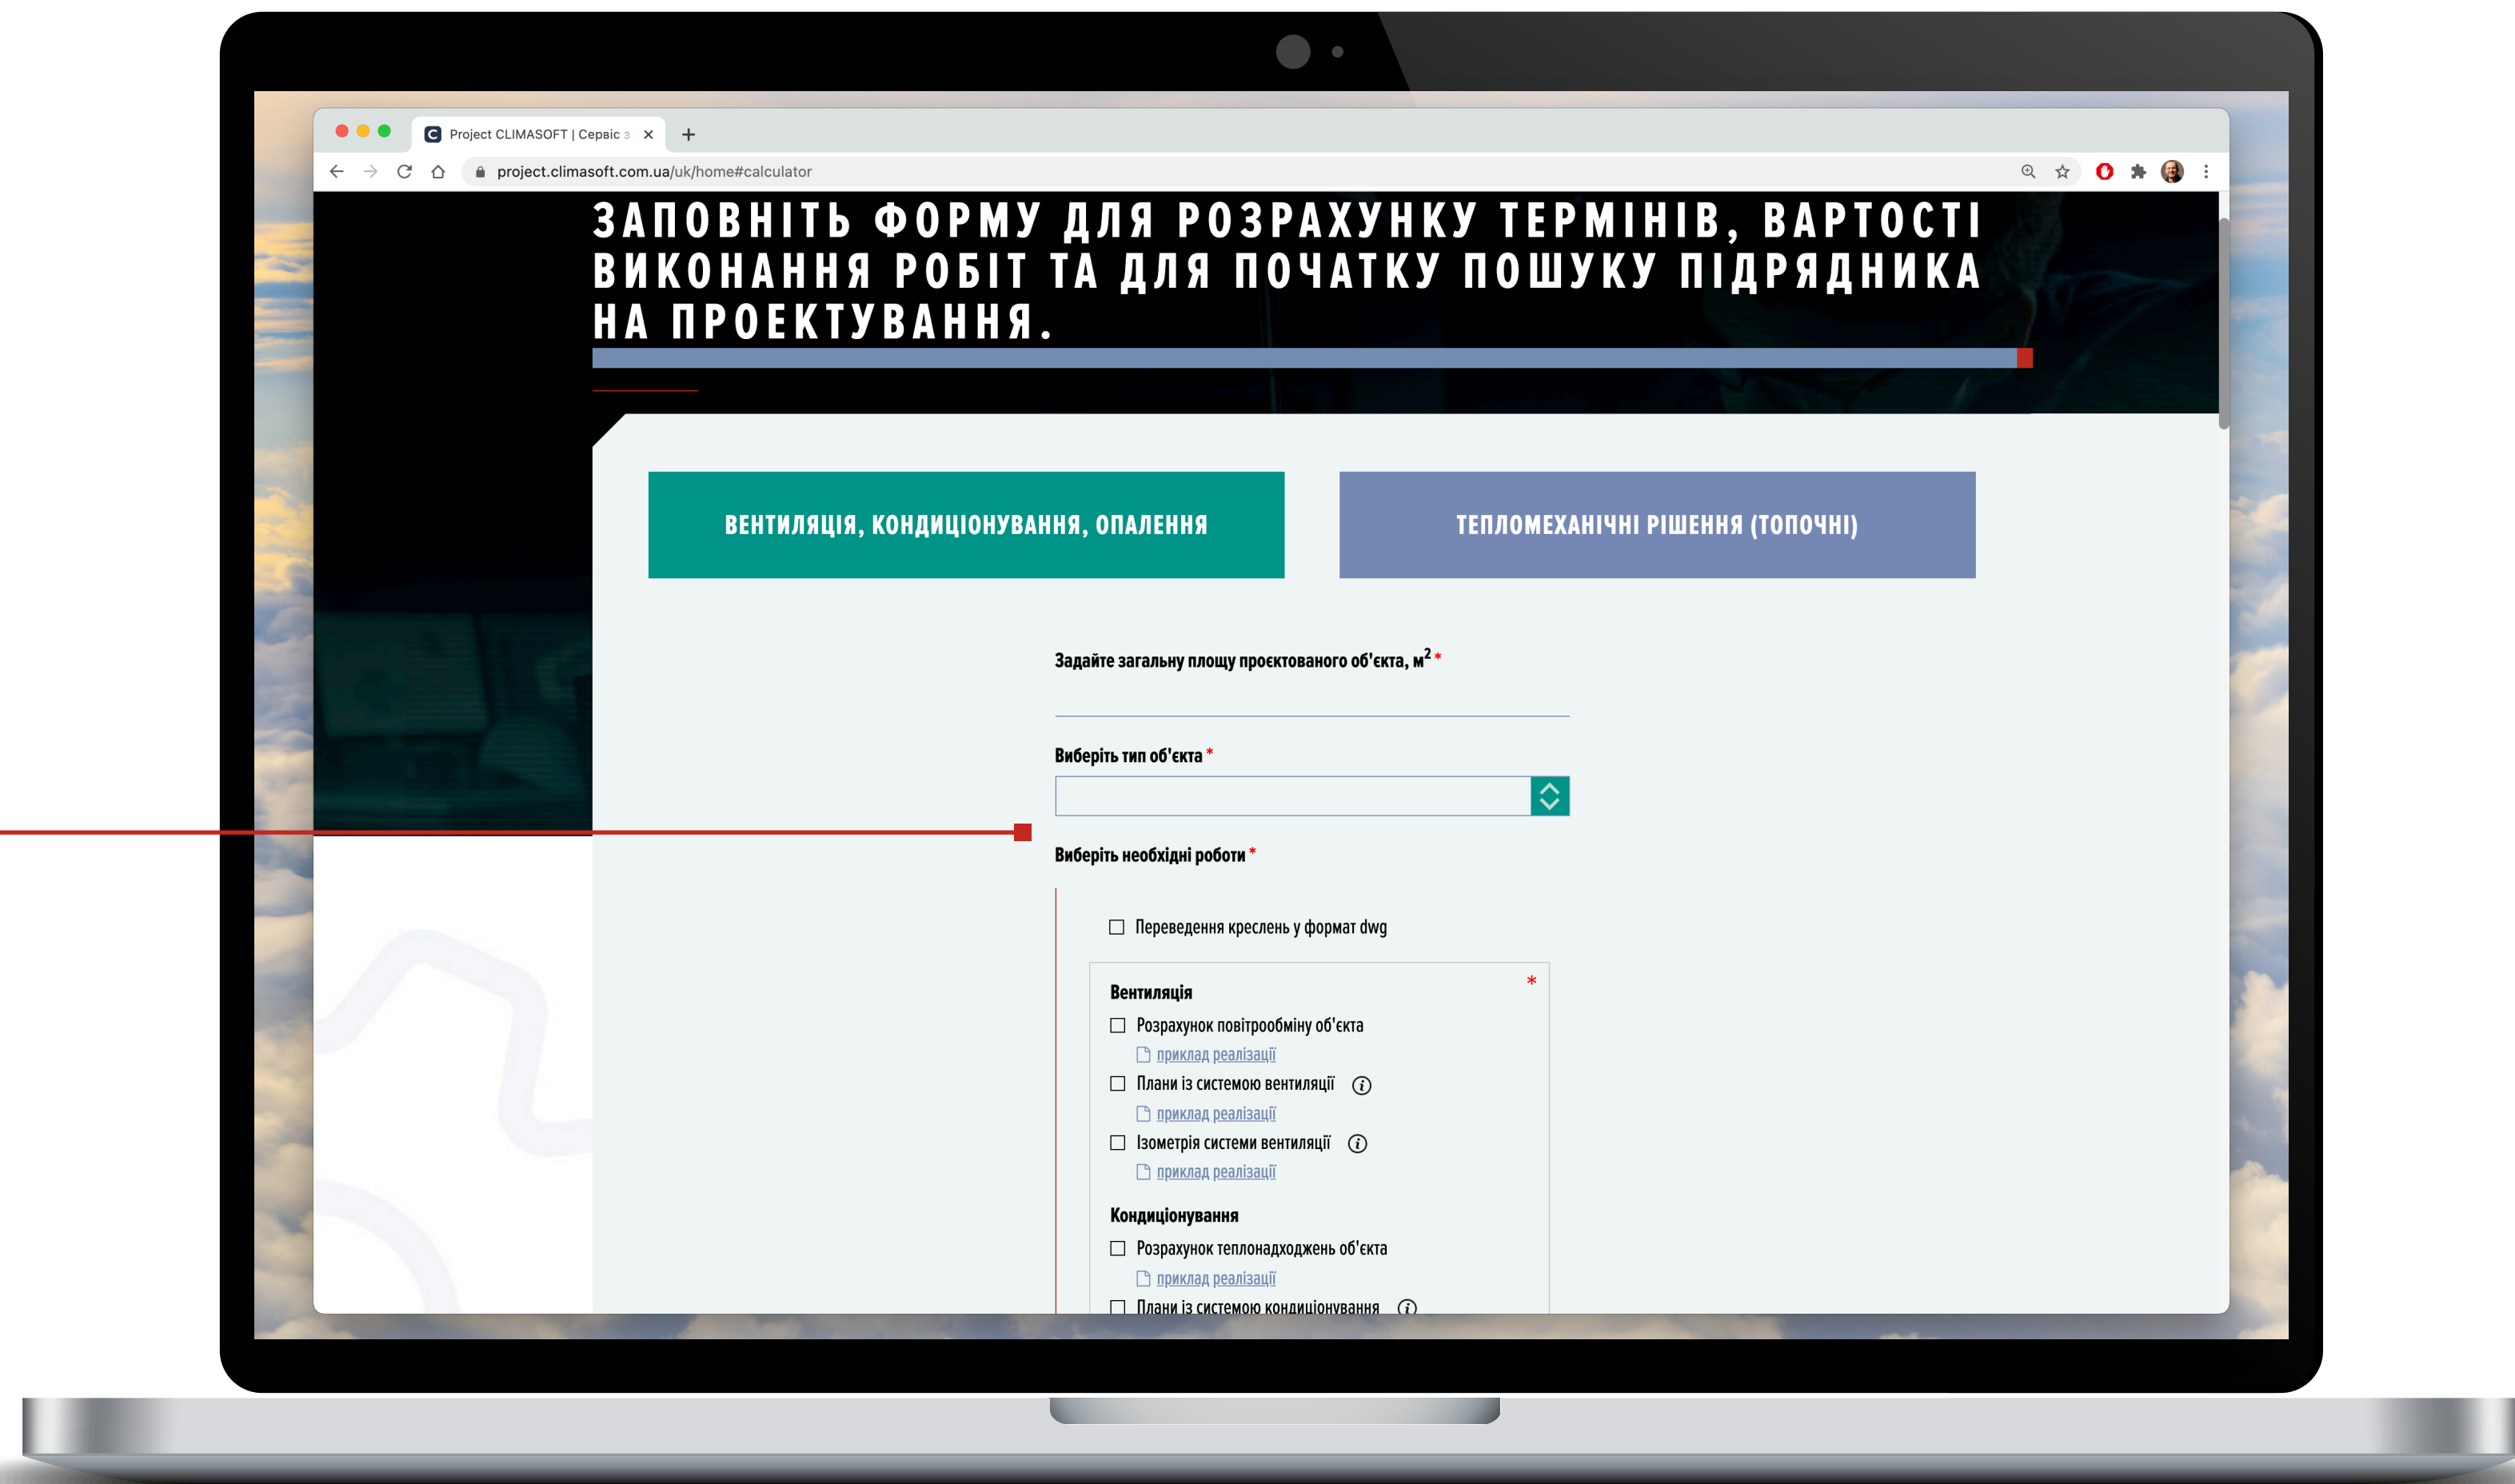 Project CLIMASOFT | Сервіс з
project.climasoft.com.ua/uk/home#calculator
ЗАПОВНІТЬ ФОРМУ ДЛЯ РОЗРАХУНКУ ТЕРМІНІВ, ВАРТОСТІ
ВИКОНАННЯ РОБІТ ТА ДЛЯ ПОЧАТКУ ПОШУКУ ПІДРЯДНИКА
НА ПРОЕКТУВАННЯ.
ВЕНТИЛЯЦІЯ, КОНДИЦІОНУВАННЯ, ОПАЛЕННЯ
ТЕПЛОМЕХАНІЧНІ РІШЕННЯ (ТОПОЧНІ)
Задайте загальну площу проєктованого об'єкта, м² *
Виберіть тип об'єкта *
Виберіть необхідні роботи *
Переведення креслень у формат dwg
*
Вентиляція
Розрахунок повітрообміну об'єкта
приклад реалізації
Плани із системою вентиляції i
приклад реалізації
Ізометрія системи вентиляції i
приклад реалізації
Кондиціонування
Розрахунок теплонадходжень об'єкта
приклад реалізації
Плани із системою кондиціонування i